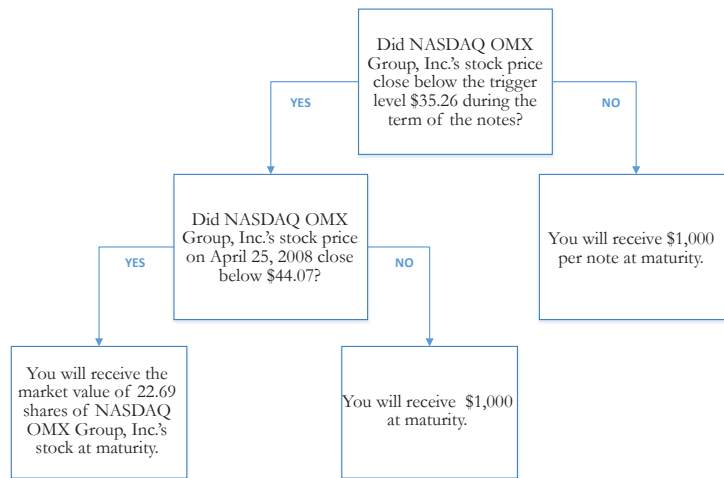 Did NASDAQ OMX
Group, Inc.'s stock price
close below the trigger
level $35.26 during the
term of the notes?
YES
NO
Did NASDAQ OMX
Group, Inc.'s stock price
on April 25, 2008 close
below $44.07?
You will receive $1,000
per note at maturity.
YES
NO
You will receive the
market value of 22.69
shares of NASDAQ
OMX Group, Inc.'s
stock at maturity.
You will receive $1,000
at maturity.